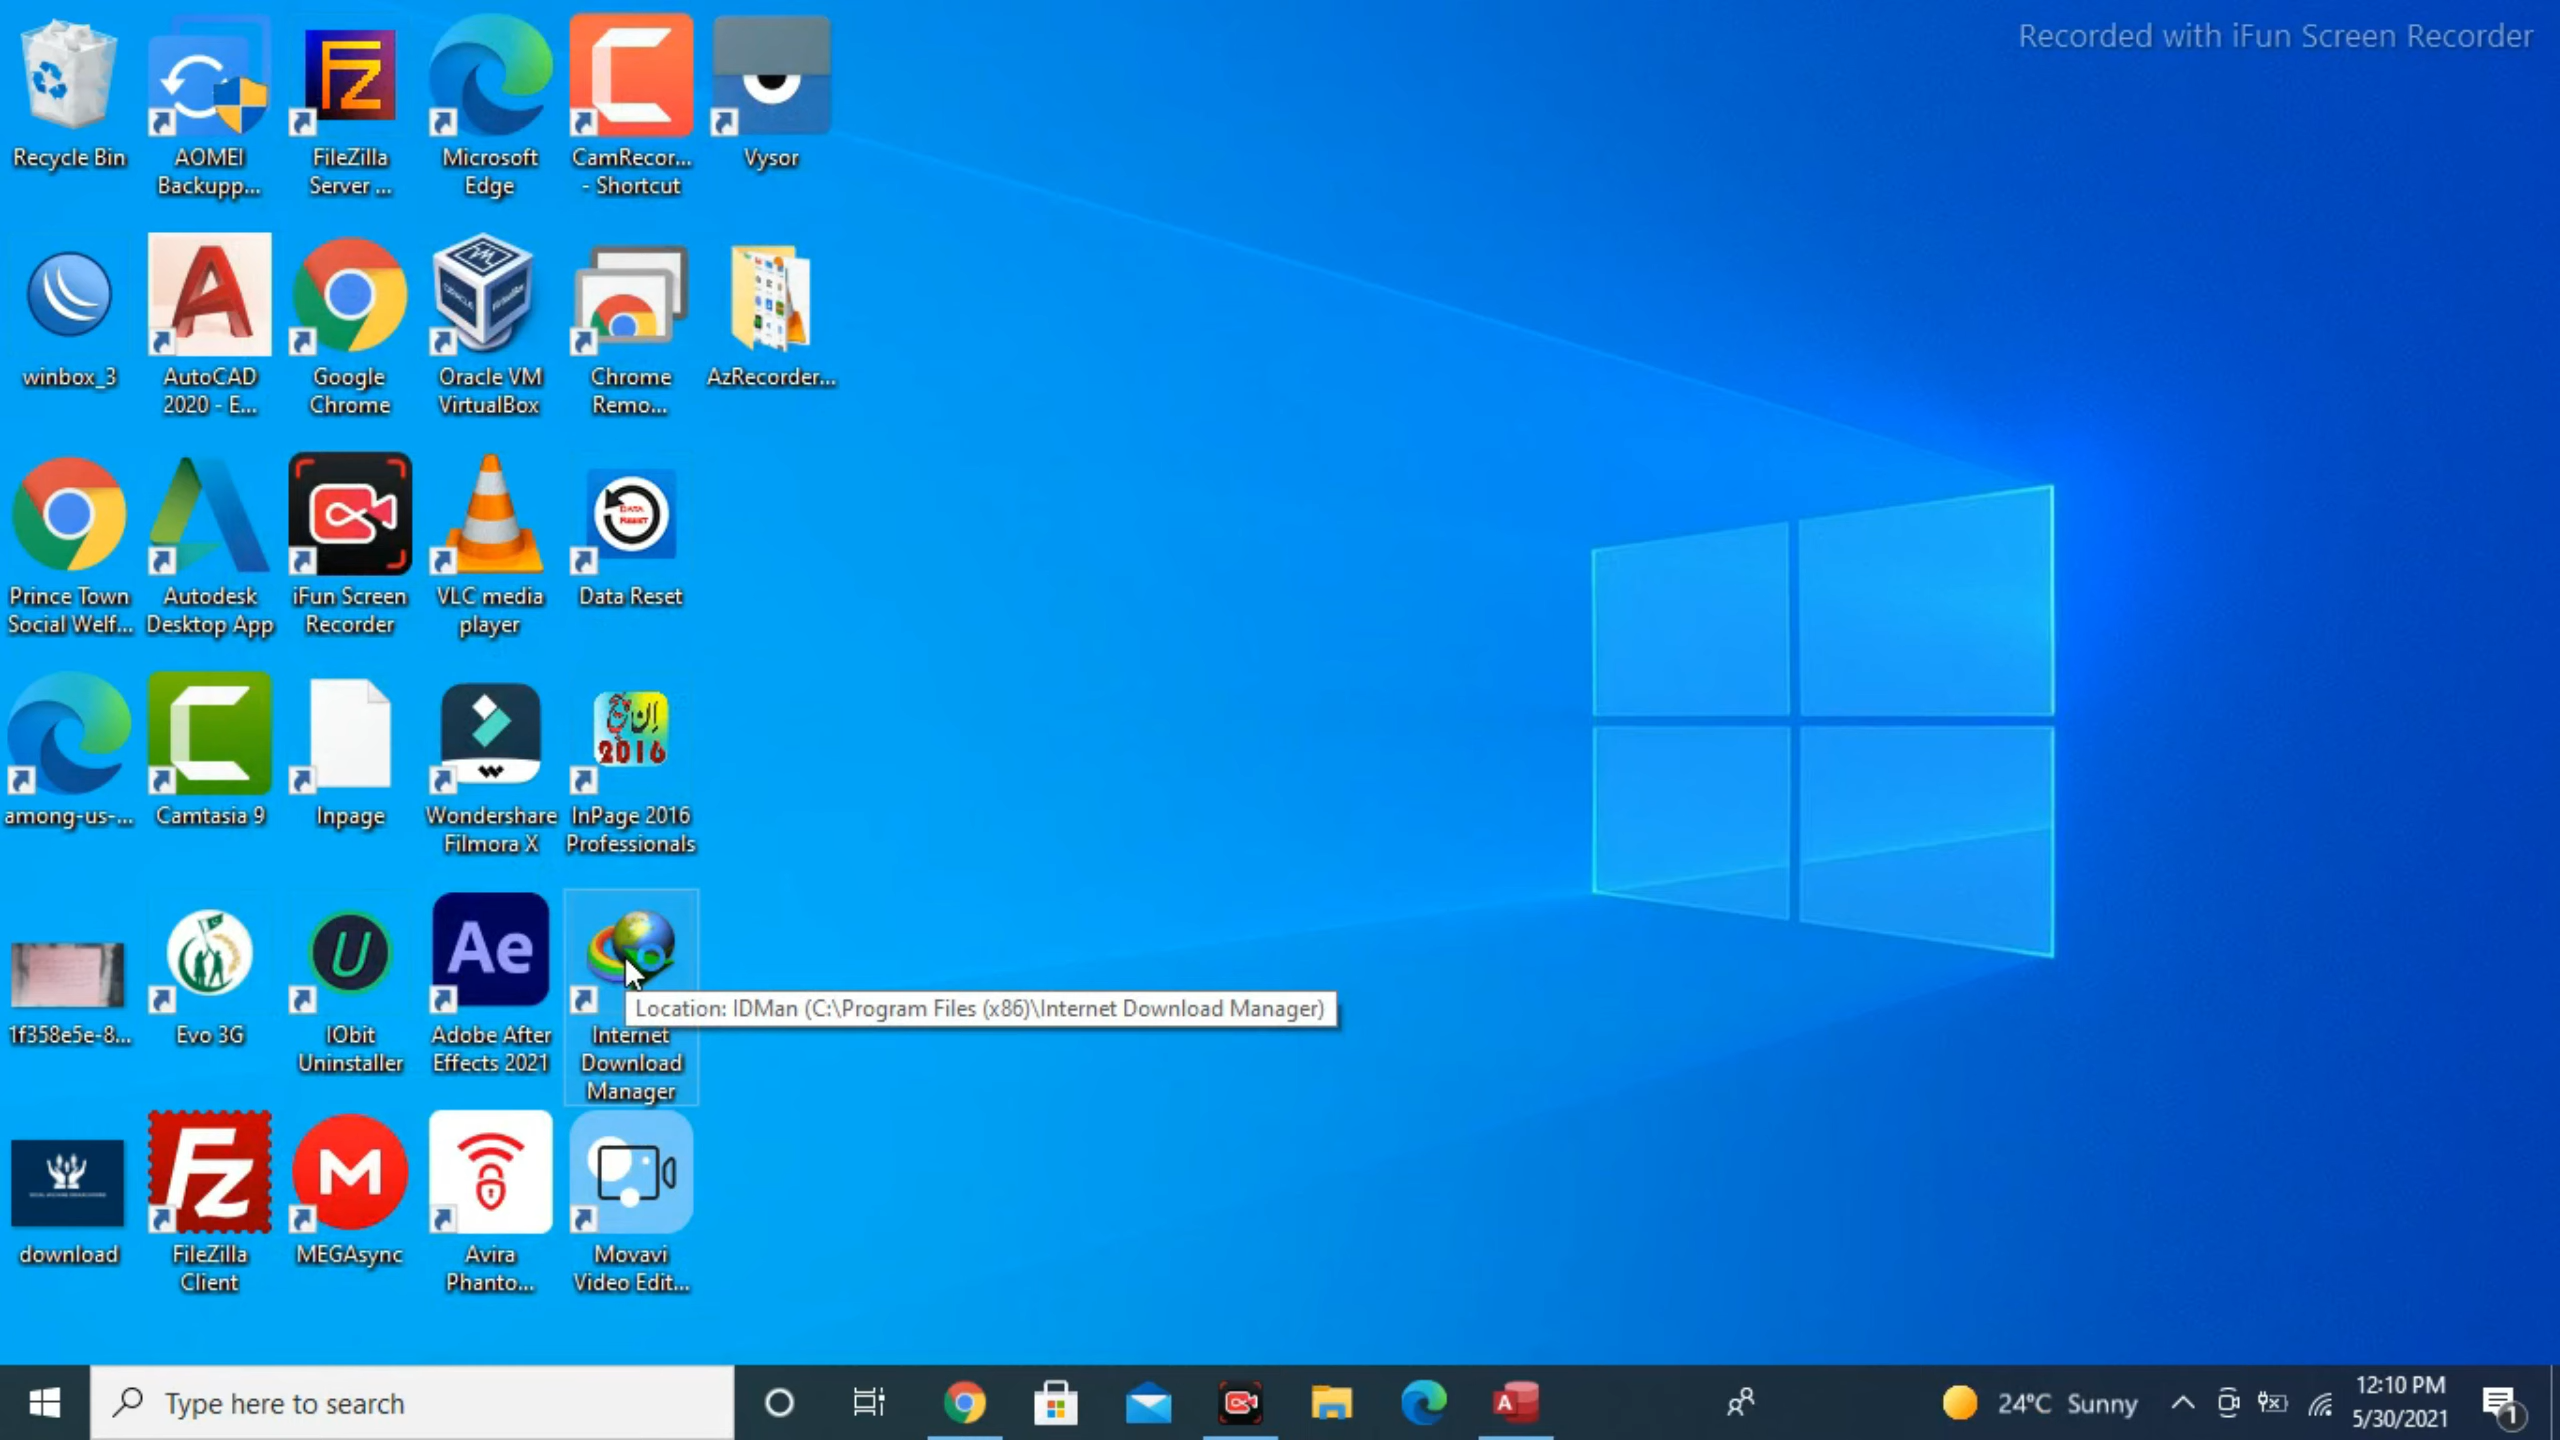 Recorded with iFun Screen Recorder
Recycle Bin
AOMEI
Backupp...
FileZilla
Server ...
Microsoft
Edge
CamRecor...
- Shortcut
Vysor
winbox_3
AutoCAD
2020 - E...
Google
Chrome
Oracle VM
VirtualBox
Chrome
Remo...
AzRecorder...
Prince Town
Social Welf...
Autodesk
Desktop App
iFun Screen
Recorder
VLC media
player
DATA
RESET
Data Reset
among-us-...
Camtasia 9
Inpage
Wondershare
Filmora X
اِن پیج
2016
InPage 2016
Professionals
1f358e5e-8...
Evo 3G
U
IObit
Uninstaller
Ae
Adobe After
Effects 2021
Location: IDMan (C:\Program Files (x86)\Internet Download Manager)
Internet
Download
Manager
download
Fz
FileZilla
Client
M
MEGAsync
Avira
Phanto...
Movavi
Video Edit...
Type here to search
24°C Sunny
12:10 PM
5/30/2021
1